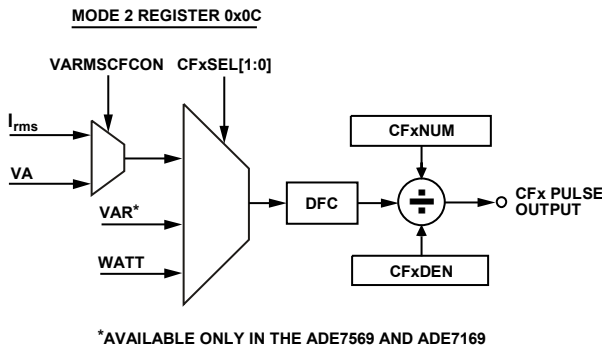 MODE 2 REGISTER 0x0C
VARMSCFCON CFxSEL[1:0]
Irms
VA
VAR*
WATT
DFC
CFxNUM
÷
CFxDEN
CFx PULSE
OUTPUT
*AVAILABLE ONLY IN THE ADE7569 AND ADE7169